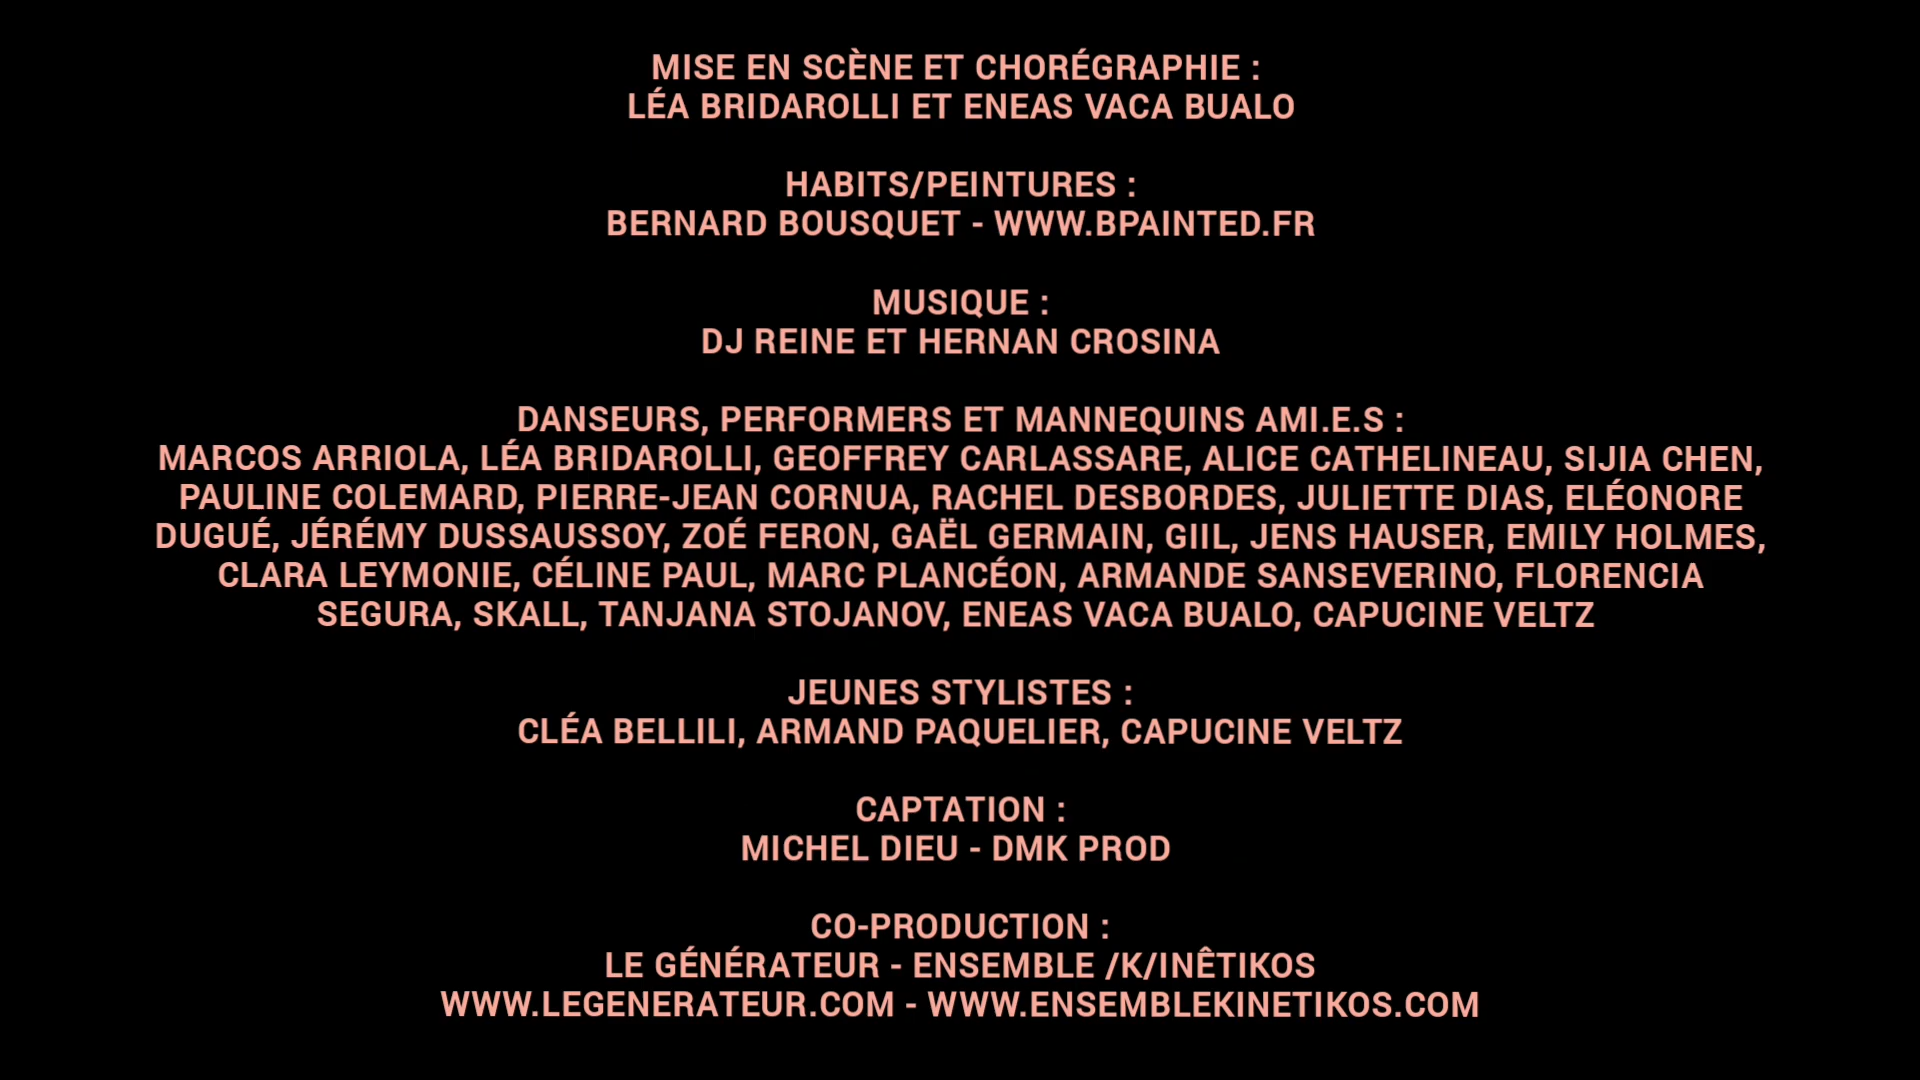 MISE EN SCÈNE ET CHORÉGRAPHIE :
LÉA BRIDAROLLI ET ENEAS VACA BUALO
HABITS/PEINTURES :
BERNARD BOUSQUET - WWW.BPAINTED.FR
MUSIQUE :
DJ REINE ET HERNAN CROSINA
DANSEURS, PERFORMERS ET MANNEQUINS AMI.E.S :
MARCOS ARRIOLA, LÉA BRIDAROLLI, GEOFFREY CARLASSARE, ALICE CATHELINEAU, SIJIA CHEN,
PAULINE COLEMARD, PIERRE-JEAN CORNUA, RACHEL DESBORDES, JULIETTE DIAS, ELÉONORE
DUGUÉ, JÉRÉMY DUSSAUSSOY, ZOÉ FERON, GAËL GERMAIN, GIIL, JENS HAUSER, EMILY HOLMES,
CLARA LEYMONIE, CÉLINE PAUL, MARC PLANCÉON, ARMANDE SANSEVERINO, FLORENCIA
SEGURA, SKALL, TANJANA STOJANOV, ENEAS VACA BUALO, CAPUCINE VELTZ
JEUNES STYLISTES :
CLÉA BELLILI, ARMAND PAQUELIER, CAPUCINE VELTZ
CAPTATION :
MICHEL DIEU - DMK PROD
CO-PRODUCTION :
LE GÉNÉRATEUR - ENSEMBLE /K/INÊTIKOS
WWW.LEGENERATEUR.COM - WWW.ENSEMBLEKINETIKOS.COM